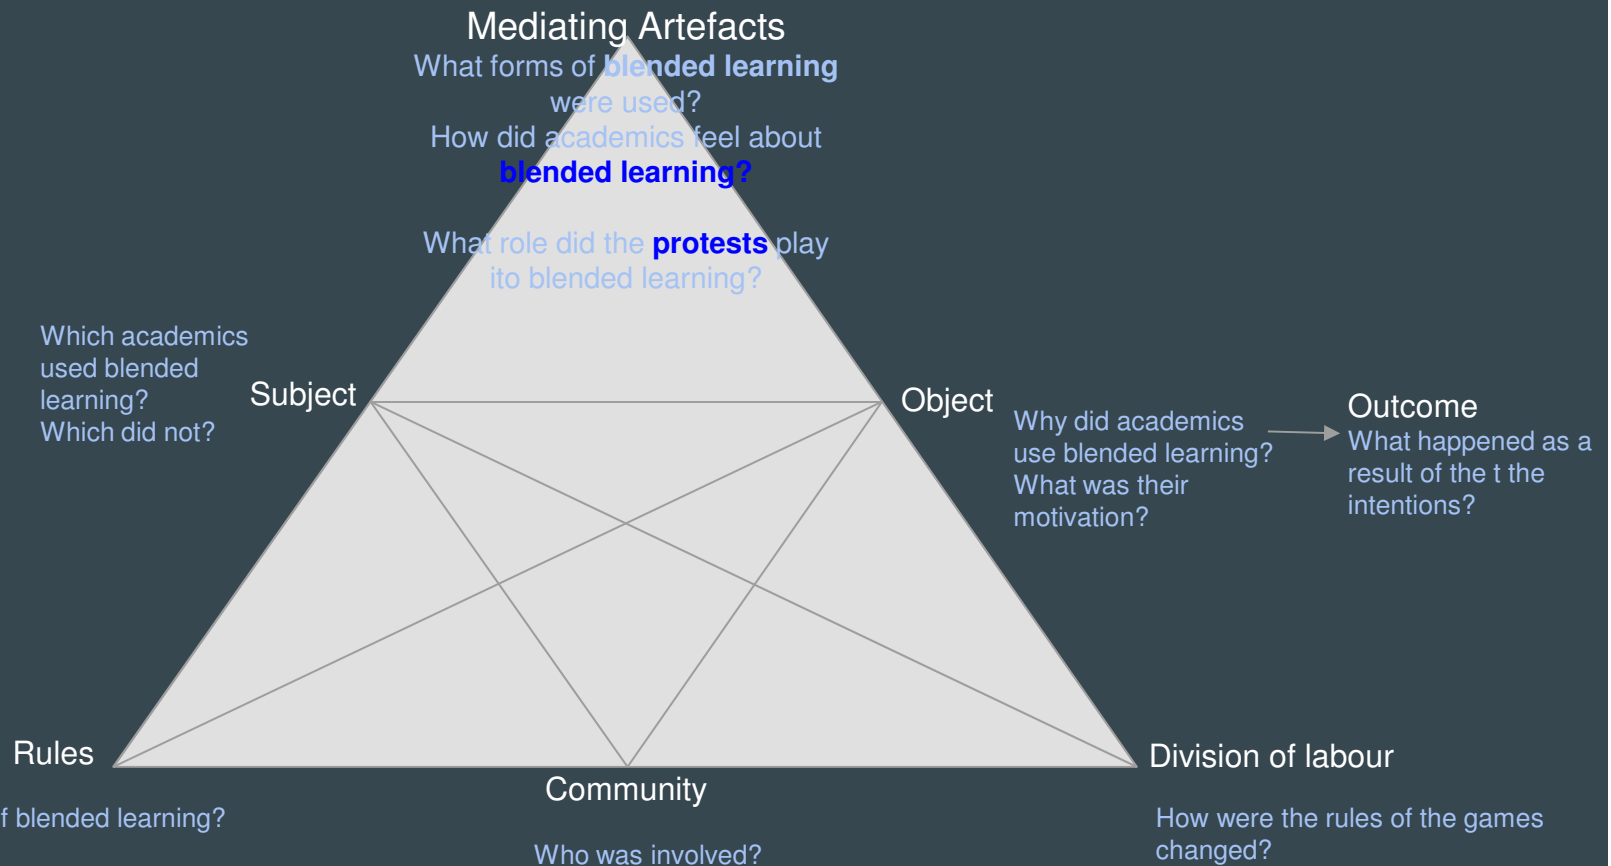 Mediating Artefacts
What forms of blended learning
were used?
How did academics feel about
blended learning?
What role did the protests play
ito blended learning?
Which academics
used blended
learning?
Which did not?
Subject
Object
Why did academics
use blended learning?
What was their
motivation?
Outcome
What happened as a
result of the t the
intentions?
Rules
f blended learning?
Community
Who was involved?
Division of labour
How were the rules of the games
changed?